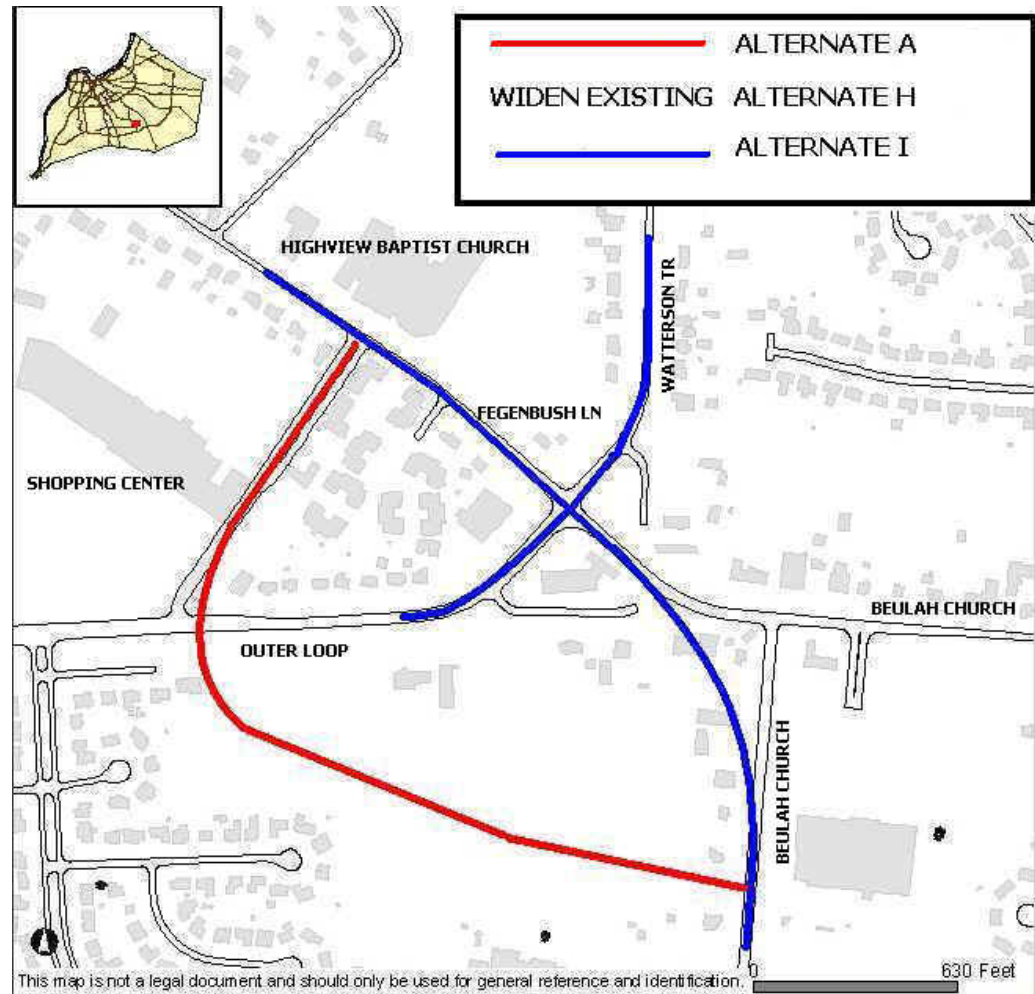 ALTERNATE A
WIDEN EXISTING ALTERNATE H
ALTERNATE I
HIGHVIEW BAPTIST CHURCH
WATTERSON TR
FEGENBUSH LN
SHOPPING CENTER
BEULAH CHURCH
OUTER LOOP
BEULAH CHURCH
This map is not a legal document and should only be used for general reference and identification.
0 630 Feet